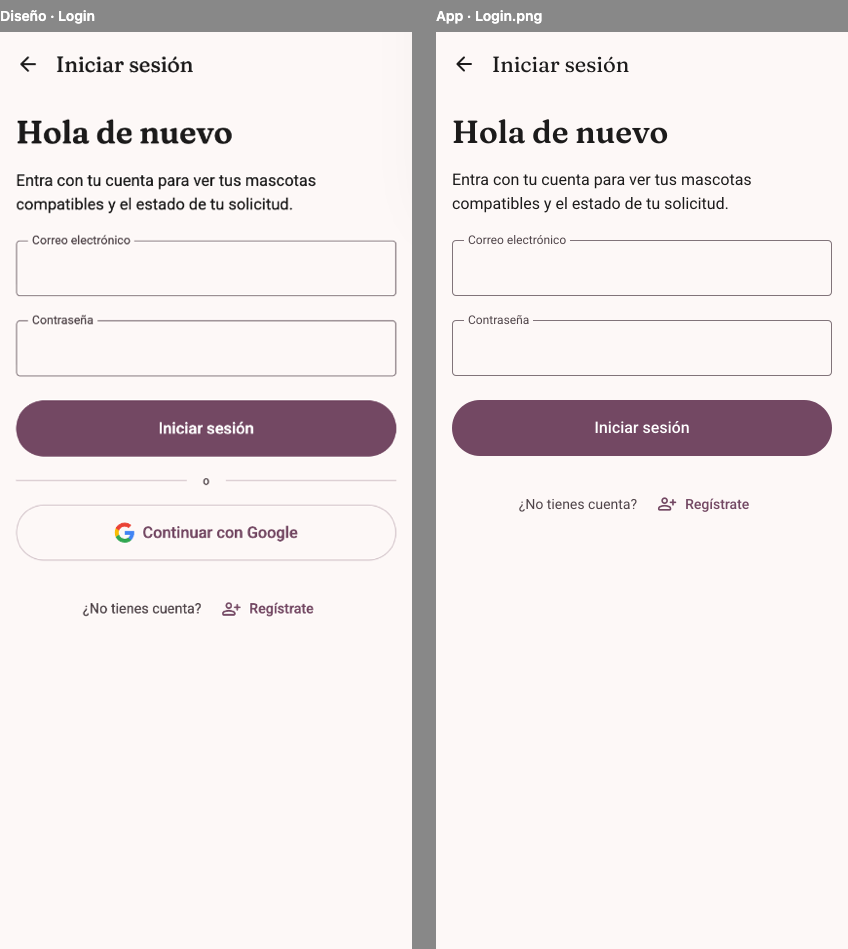 Diseño · Login
Iniciar sesión
Hola de nuevo
Entra con tu cuenta para ver tus mascotas
compatibles y el estado de tu solicitud.
Correo electrónico
Contraseña
Iniciar sesión
o
Continuar con Google
¿No tienes cuenta? Regístrate
App · Login.png
Iniciar sesión
Hola de nuevo
Entra con tu cuenta para ver tus mascotas
compatibles y el estado de tu solicitud.
Correo electrónico
Contraseña
Iniciar sesión
¿No tienes cuenta? Regístrate